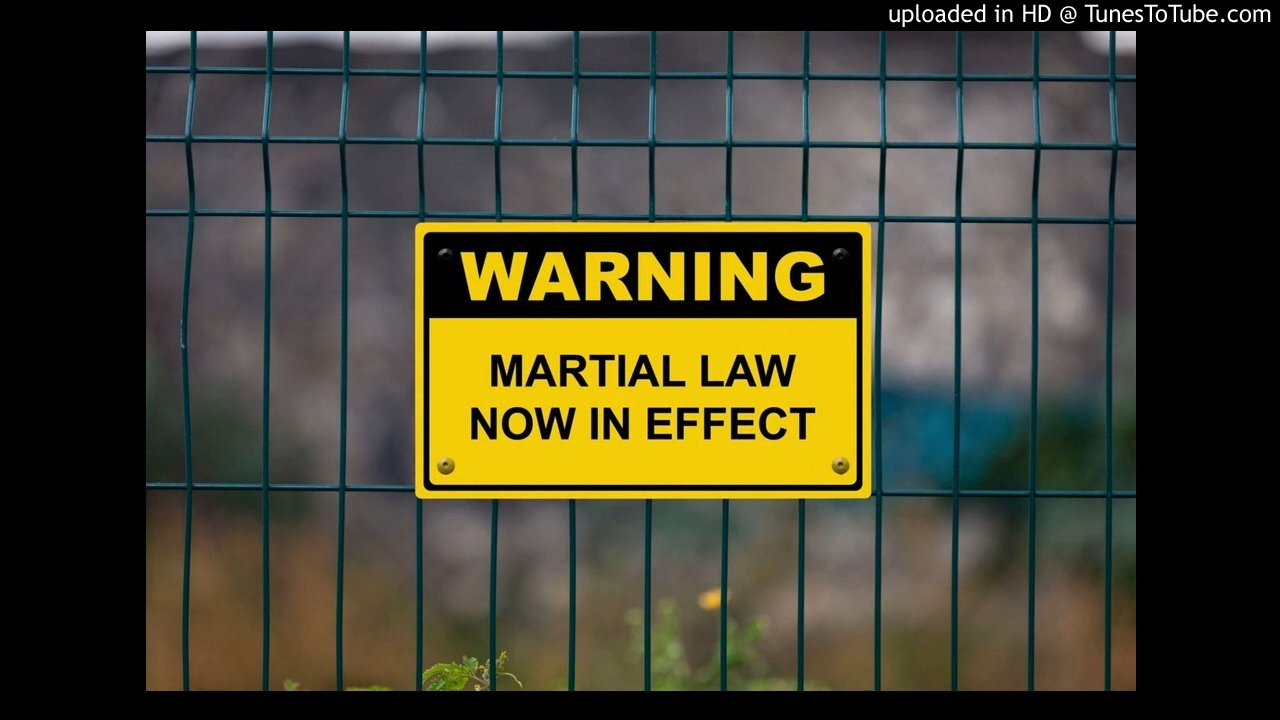 uploaded in HD @ TunesToTube.com
WARNING
MARTIAL LAW
NOW IN EFFECT